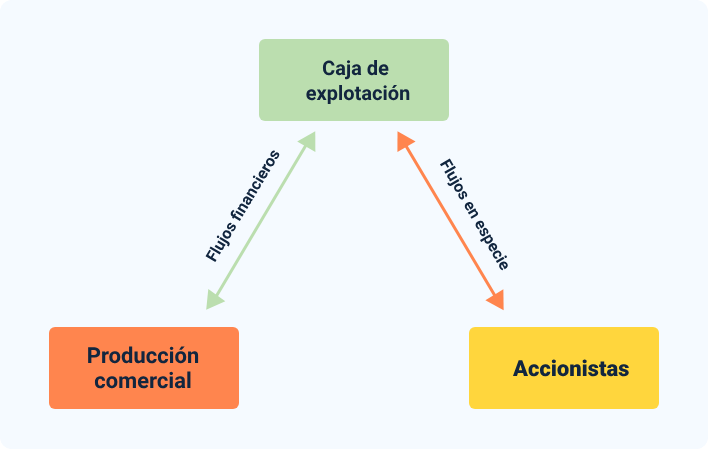 Caja de
explotación
Flujos financieros
Flujos en especie
Producción
comercial
Accionistas